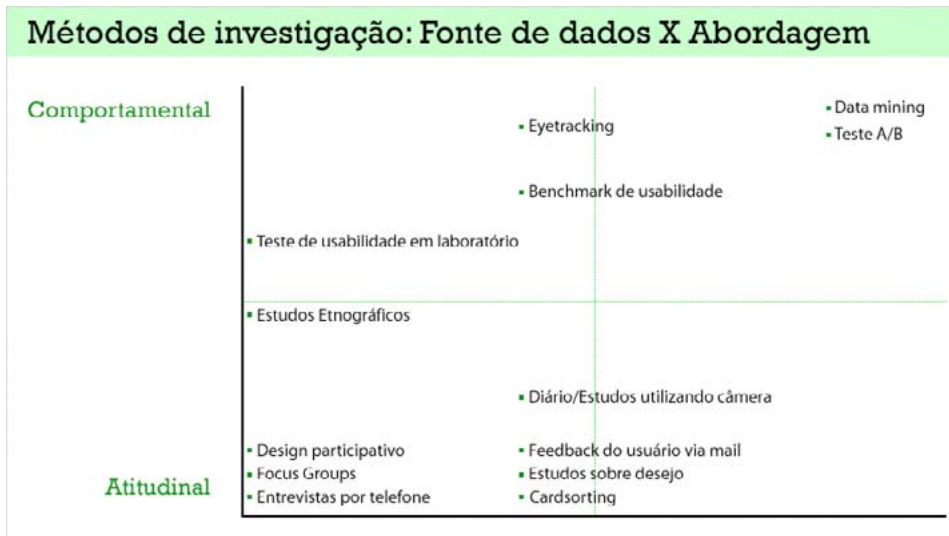 Métodos de investigação: Fonte de dados X Abordagem
Comportamental
Data mining
Teste A/B
Eyetracking
Benchmark de usabilidade
Teste de usabilidade em laboratório
Estudos Etnográficos
Diário/Estudos utilizando câmera
Design participativo
Feedback do usuário via mail
Focus Groups
Estudos sobre desejo
Atitudinal
Entrevistas por telefone
Cardsorting